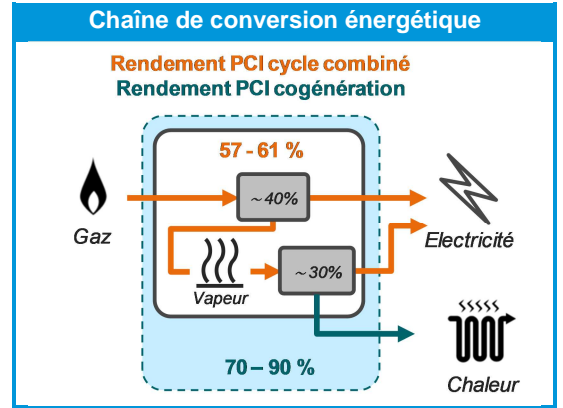 Chaîne de conversion énergétique
Rendement PCI cycle combiné
Rendement PCI cogénération
57 - 61 %
~40%
Gaz
Electricité
~30%
Vapeur
70 – 90 %
Chaleur